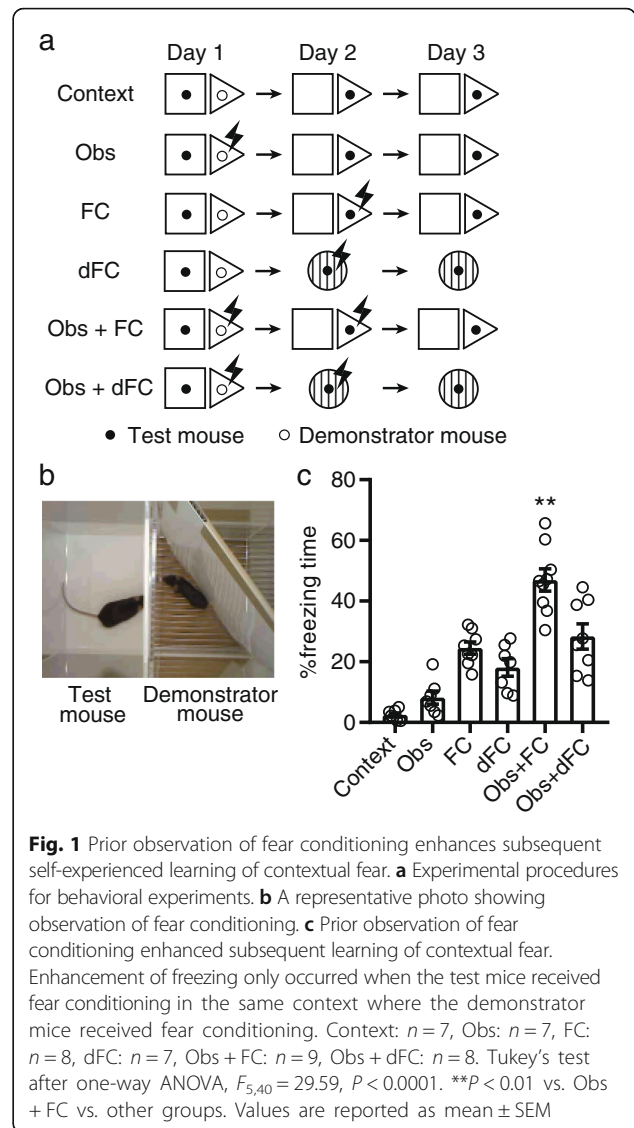 a
Day 1 Day 2 Day 3
Context
Obs
FC
dFC
Obs + FC
Obs + dFC
● Test mouse ○ Demonstrator mouse
b
Test mouse
Demonstrator mouse
c
%freezing time
80
60
40
20
0
**
Context
Obs
FC
dFC
Obs+FC
Obs+dFC
Fig. 1 Prior observation of fear conditioning enhances subsequent
self-experienced learning of contextual fear. a Experimental procedures
for behavioral experiments. b A representative photo showing
observation of fear conditioning. c Prior observation of fear
conditioning enhanced subsequent learning of contextual fear.
Enhancement of freezing only occurred when the test mice received
fear conditioning in the same context where the demonstrator
mice received fear conditioning. Context: n = 7, Obs: n = 7, FC:
n = 8, dFC: n = 7, Obs + FC: n = 9, Obs + dFC: n = 8. Tukey's test
after one-way ANOVA, F5,40 = 29.59, P < 0.0001. **P < 0.01 vs. Obs
+ FC vs. other groups. Values are reported as mean ± SEM